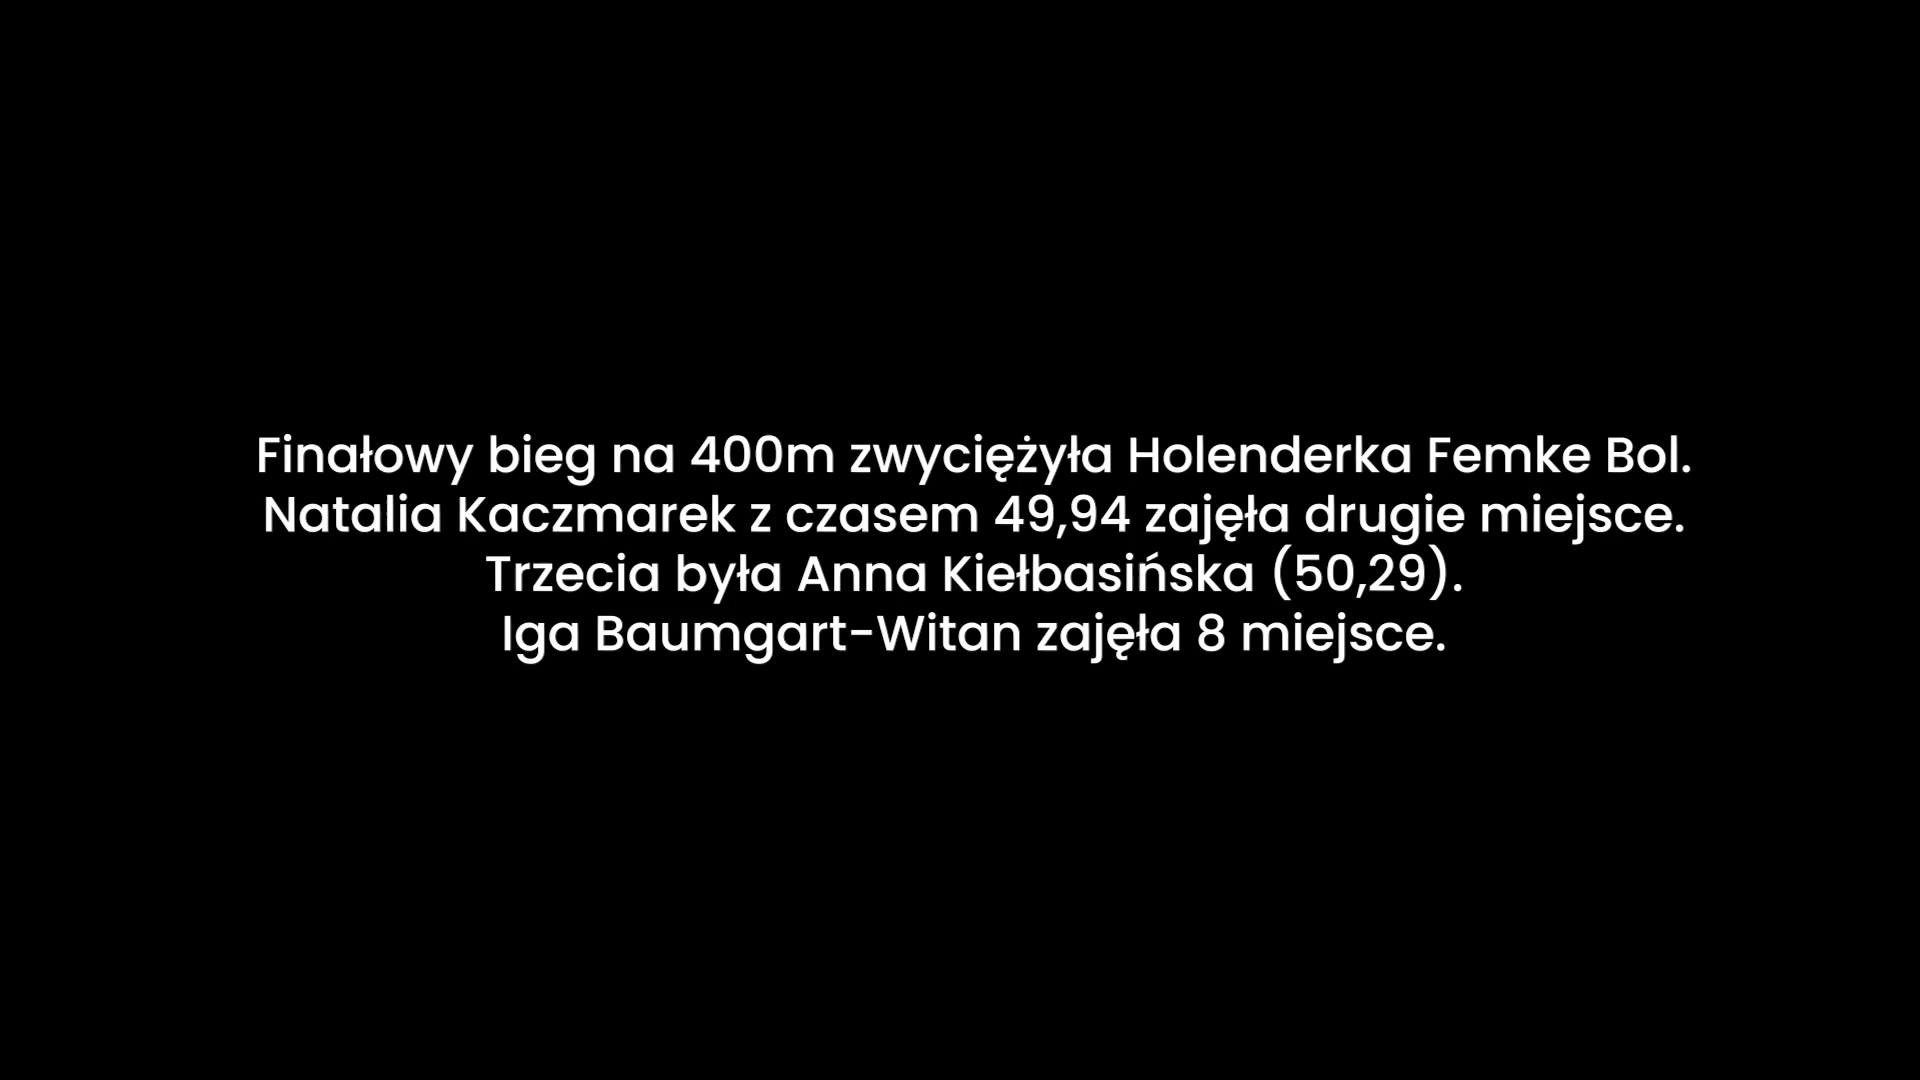 Finałowy bieg na 400m zwyciężyła Holenderka Femke Bol.
Natalia Kaczmarek z czasem 49,94 zajęła drugie miejsce.
Trzecia była Anna Kiełbasińska (50,29).
Iga Baumgart-Witan zajęła 8 miejsce.